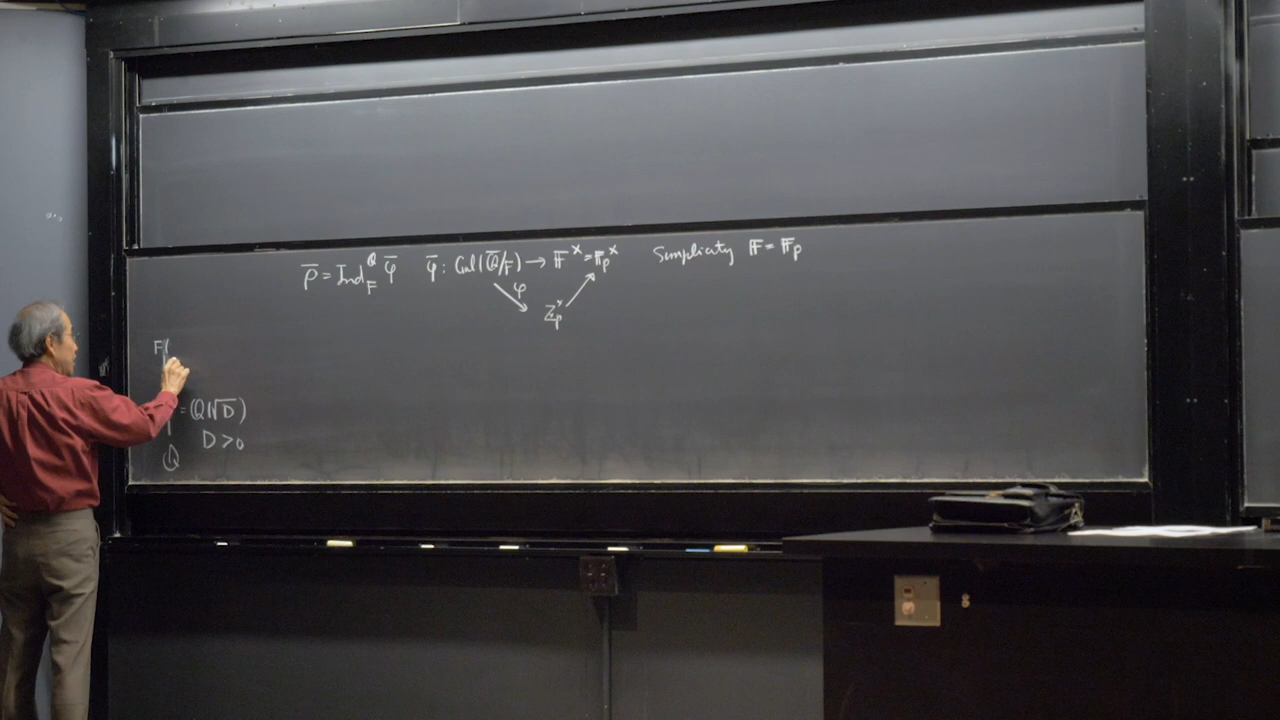 ρ̄ = Ind_F^Q φ̄   φ̄ : Gal(Q̄/F) → 𝔽^× = 𝔽_p^×   Simplicity 𝔽 = 𝔽_p
φ
ℤ_p^×
F(
= Q(√D)
D > 0
Q